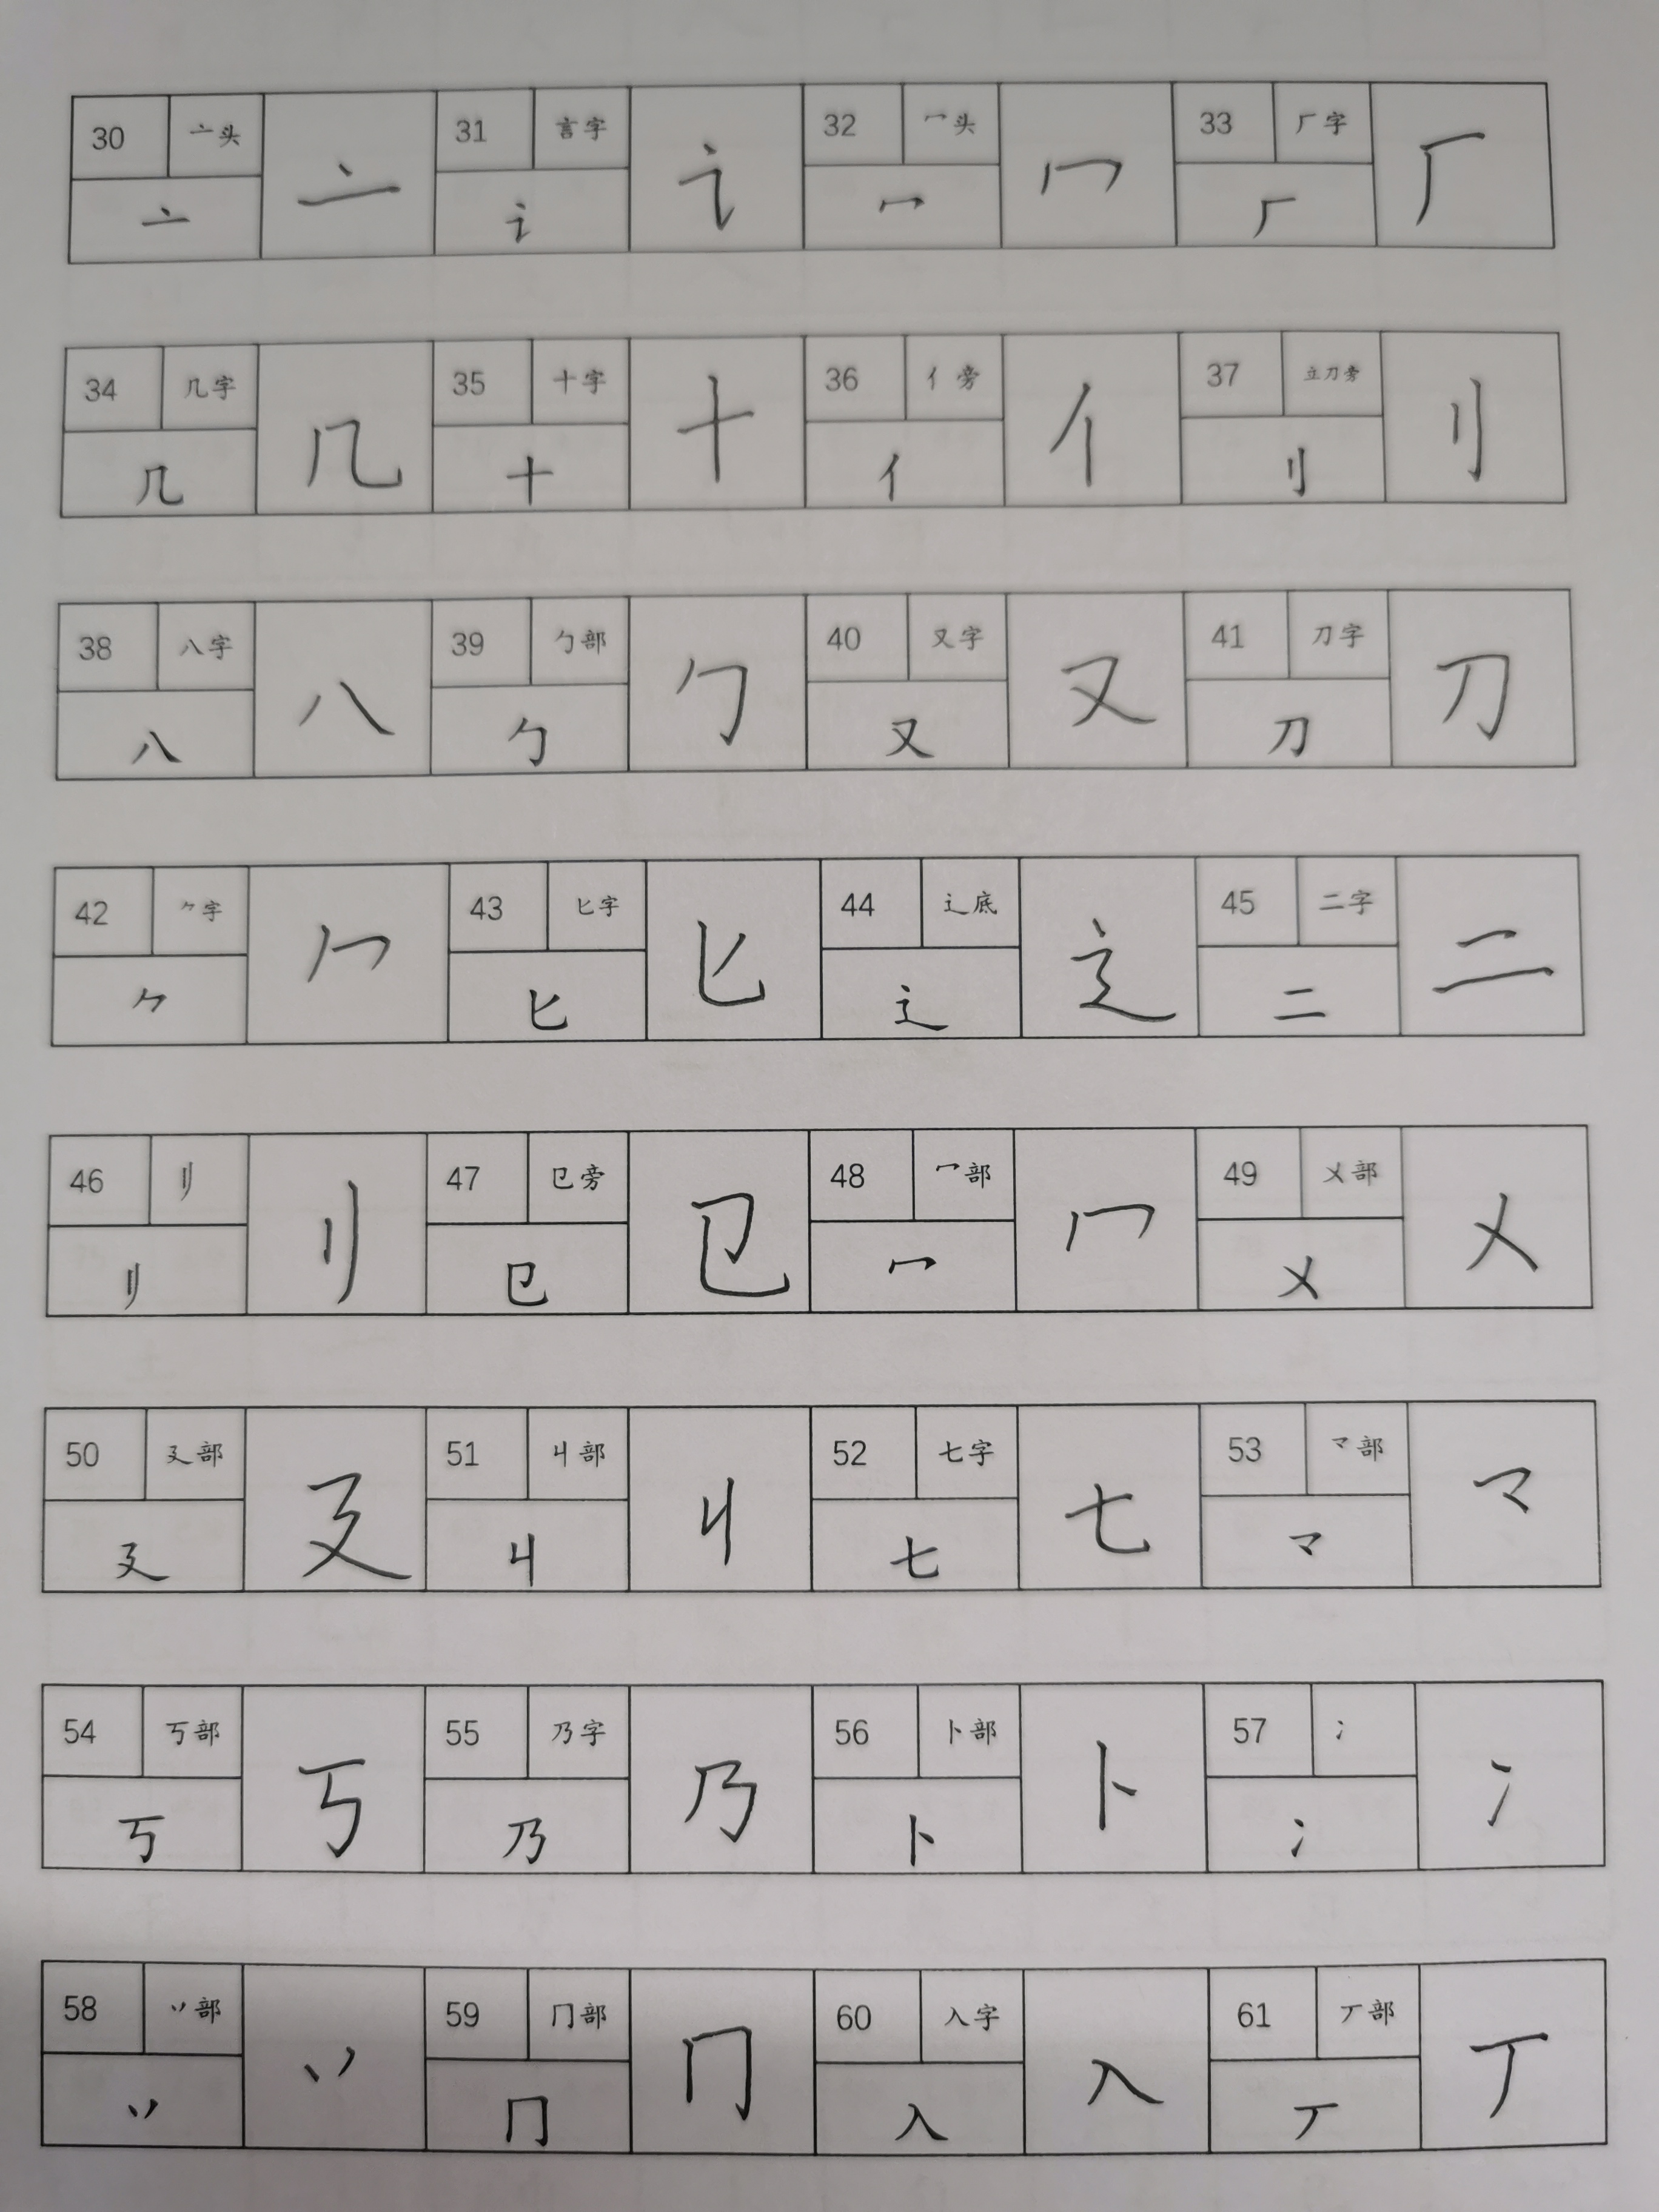 30 亠头 亠 31 言字 讠 32 冖头 冖 33 厂字 厂
亠 讠 冖 厂
34 几字 几 35 十字 十 36 亻旁 亻 37 立刀旁 刂
几 十 亻 刂
38 八字 八 39 勹部 勹 40 又字 又 41 刀字 刀
八 勹 又 刀
42 ⺈字 ⺈ 43 匕字 匕 44 辶底 辶 45 二字 二
⺈ 匕 辶 二
46 〢 〢 47 㔾旁 㔾 48 冖部 冖 49 㐅部 㐅
〢 㔾 冖 㐅
50 廴部 廴 51 丩部 丩 52 七字 七 53 龴部 龴
廴 丩 七 龴
54 丂部 丂 55 乃字 乃 56 卜部 卜 57 冫 冫
丂 乃 卜 冫
58 丷部 丷 59 冂部 冂 60 入字 入 61 丆部 丆
丷 冂 入 丆